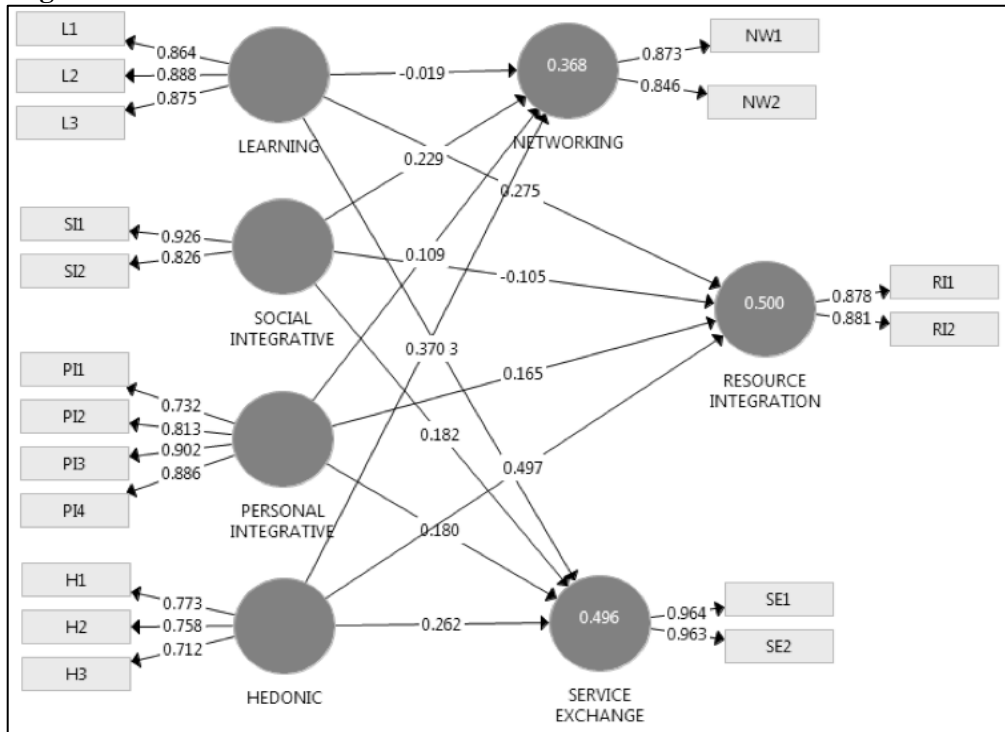 L1
0.864
L2
0.888
L3
0.875
LEARNING
-0.019
0.368
NETWORKING
0.873
NW1
0.846
NW2
0.229
0.275
SI1
0.926
SI2
0.826
SOCIAL
INTEGRATIVE
0.109
-0.105
0.500
RESOURCE
INTEGRATION
0.878
RI1
0.881
RI2
0.370 3
0.165
PI1
0.732
PI2
0.813
PI3
0.902
PI4
0.886
PERSONAL
INTEGRATIVE
0.182
0.497
0.180
H1
0.773
H2
0.758
H3
0.712
HEDONIC
0.262
0.496
SERVICE
EXCHANGE
0.964
SE1
0.963
SE2